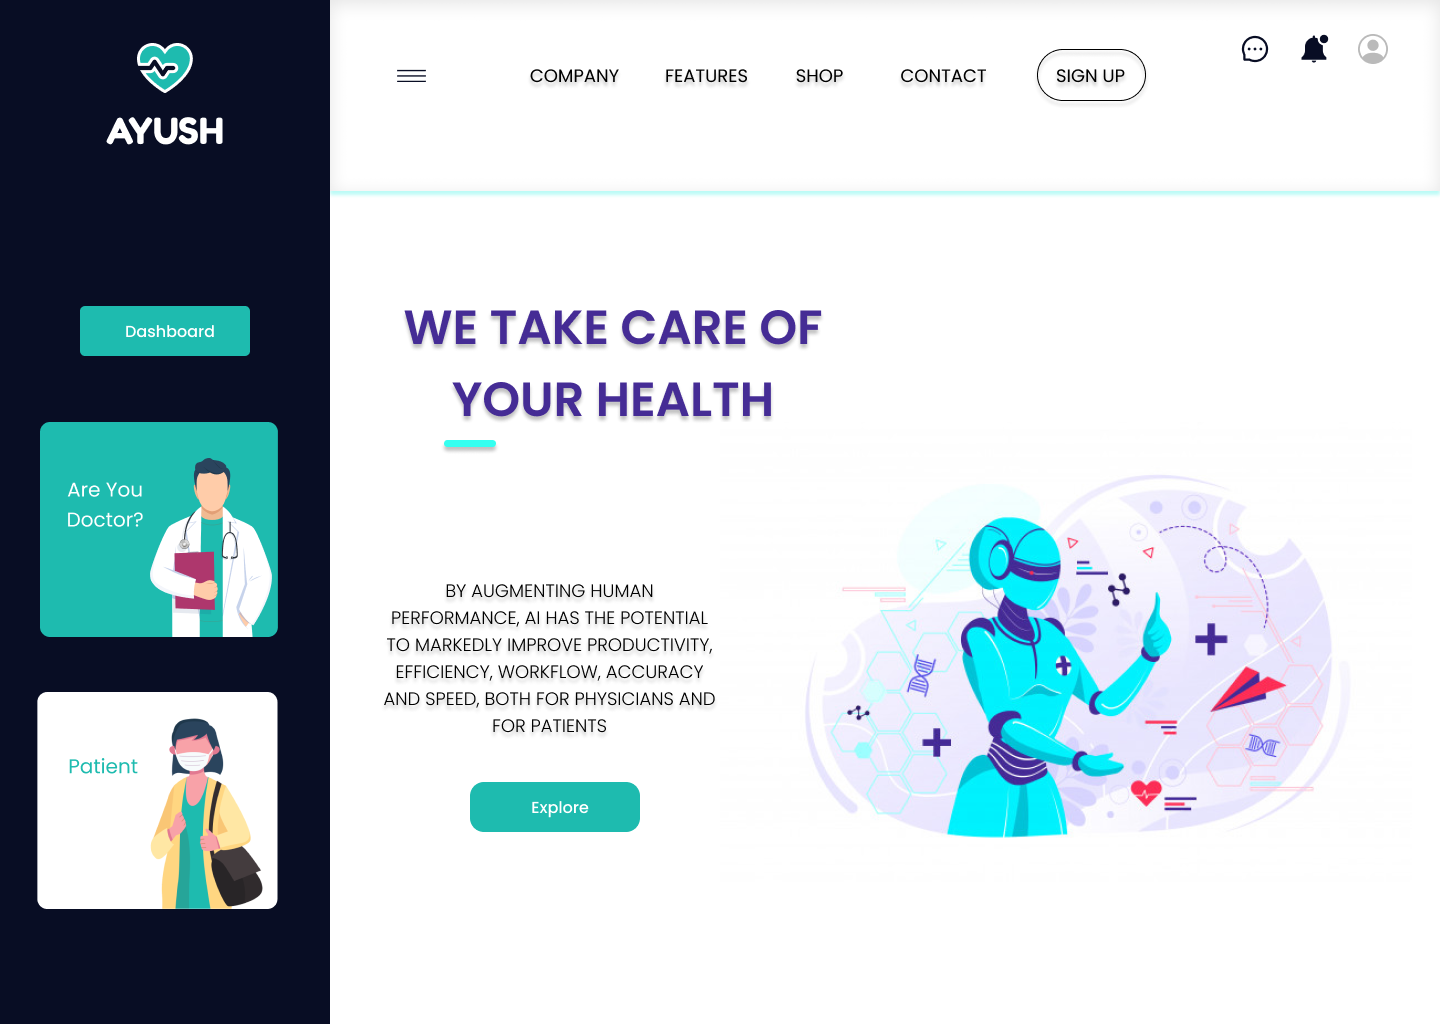 AYUSH
COMPANY
FEATURES
SHOP
CONTACT
SIGN UP
Dashboard
Are You
Doctor?
Patient
WE TAKE CARE OF
YOUR HEALTH
BY AUGMENTING HUMAN
PERFORMANCE, AI HAS THE POTENTIAL
TO MARKEDLY IMPROVE PRODUCTIVITY,
EFFICIENCY, WORKFLOW, ACCURACY
AND SPEED, BOTH FOR PHYSICIANS AND
FOR PATIENTS
Explore